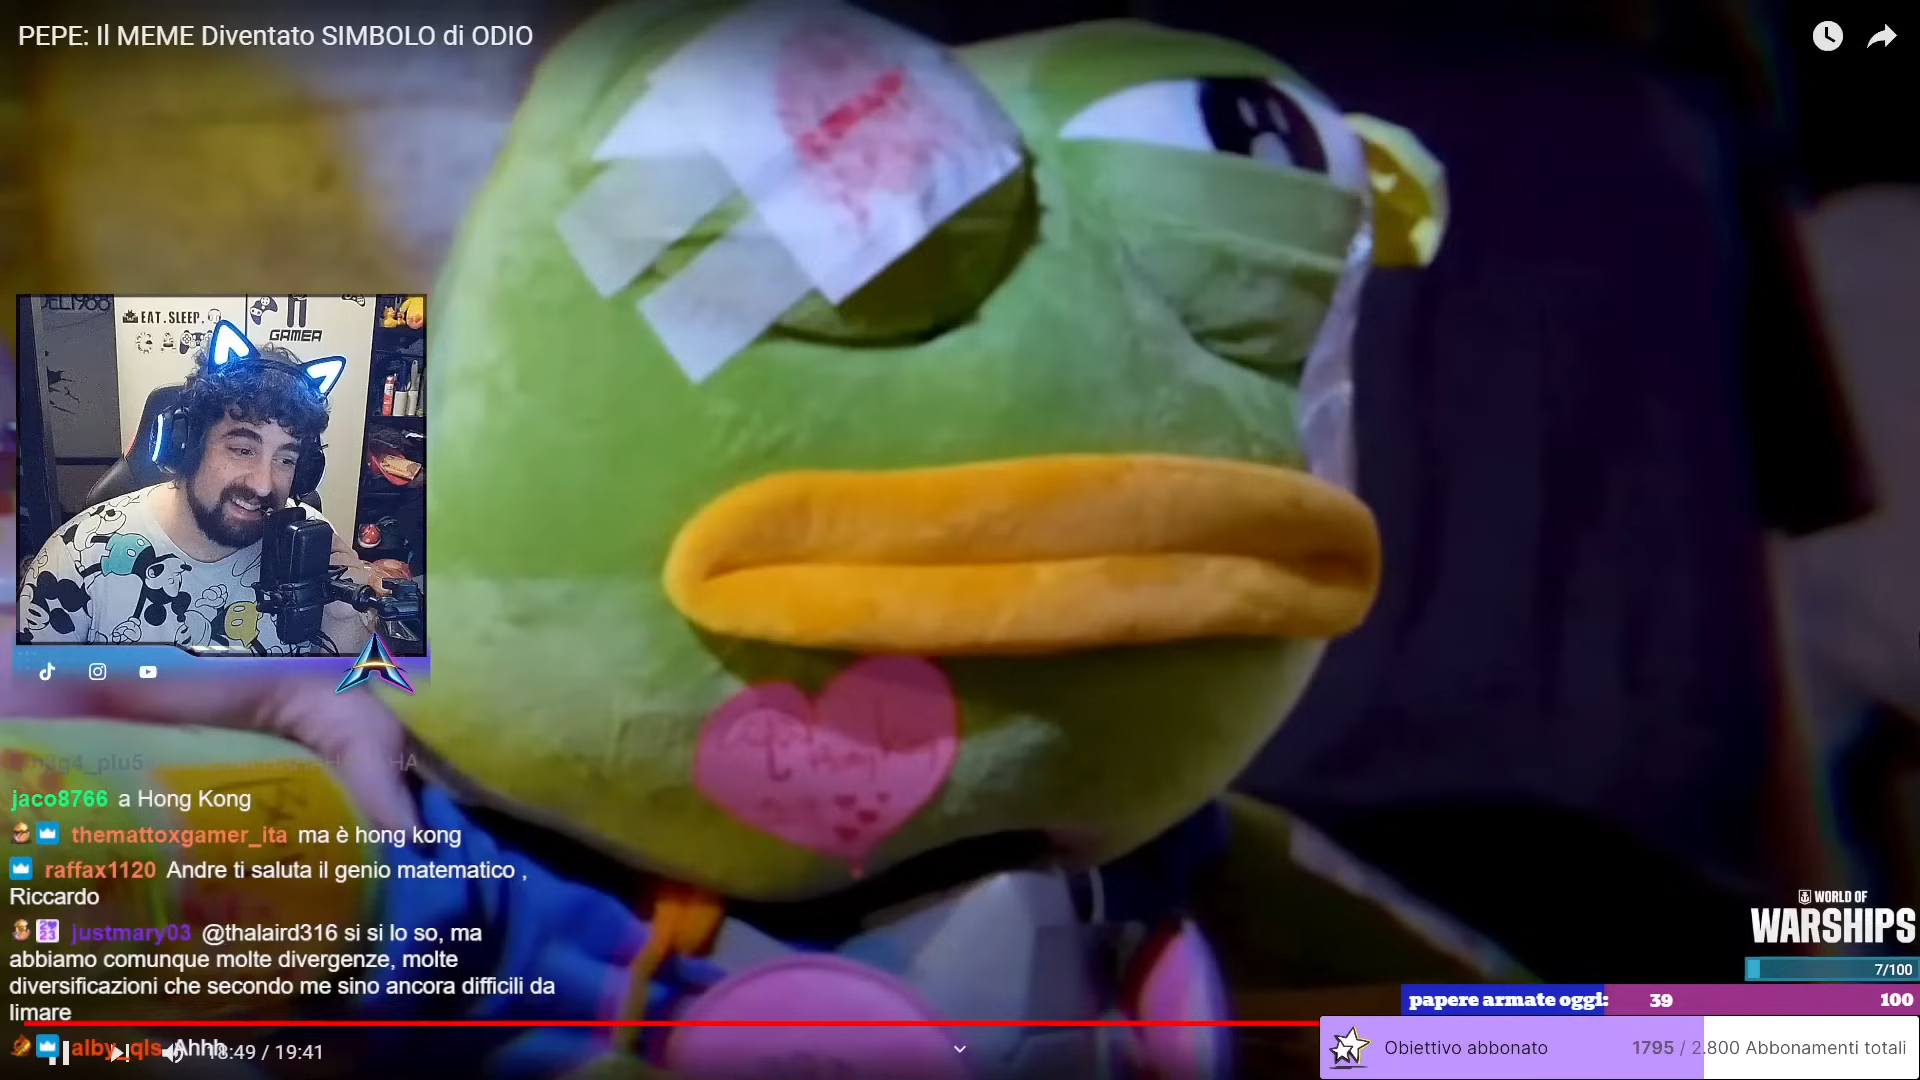 PEPE: Il MEME Diventato SIMBOLO di ODIO
EAT.SLEEP.
GAMER
jaco8766 a Hong Kong
themattoxgamer_ita ma è hong kong
raffax1120 Andre ti saluta il genio matematico ,
Riccardo
justmary03 @thalaird316 si si lo so, ma
abbiamo comunque molte divergenze, molte
diversificazioni che secondo me sino ancora difficili da
limare
alby_qls Ahhh
18:49 / 19:41
WORLD OF
WARSHIPS
7/100
papere armate oggi: 39 100
Obiettivo abbonato 1795 / 2.800 Abbonamenti totali